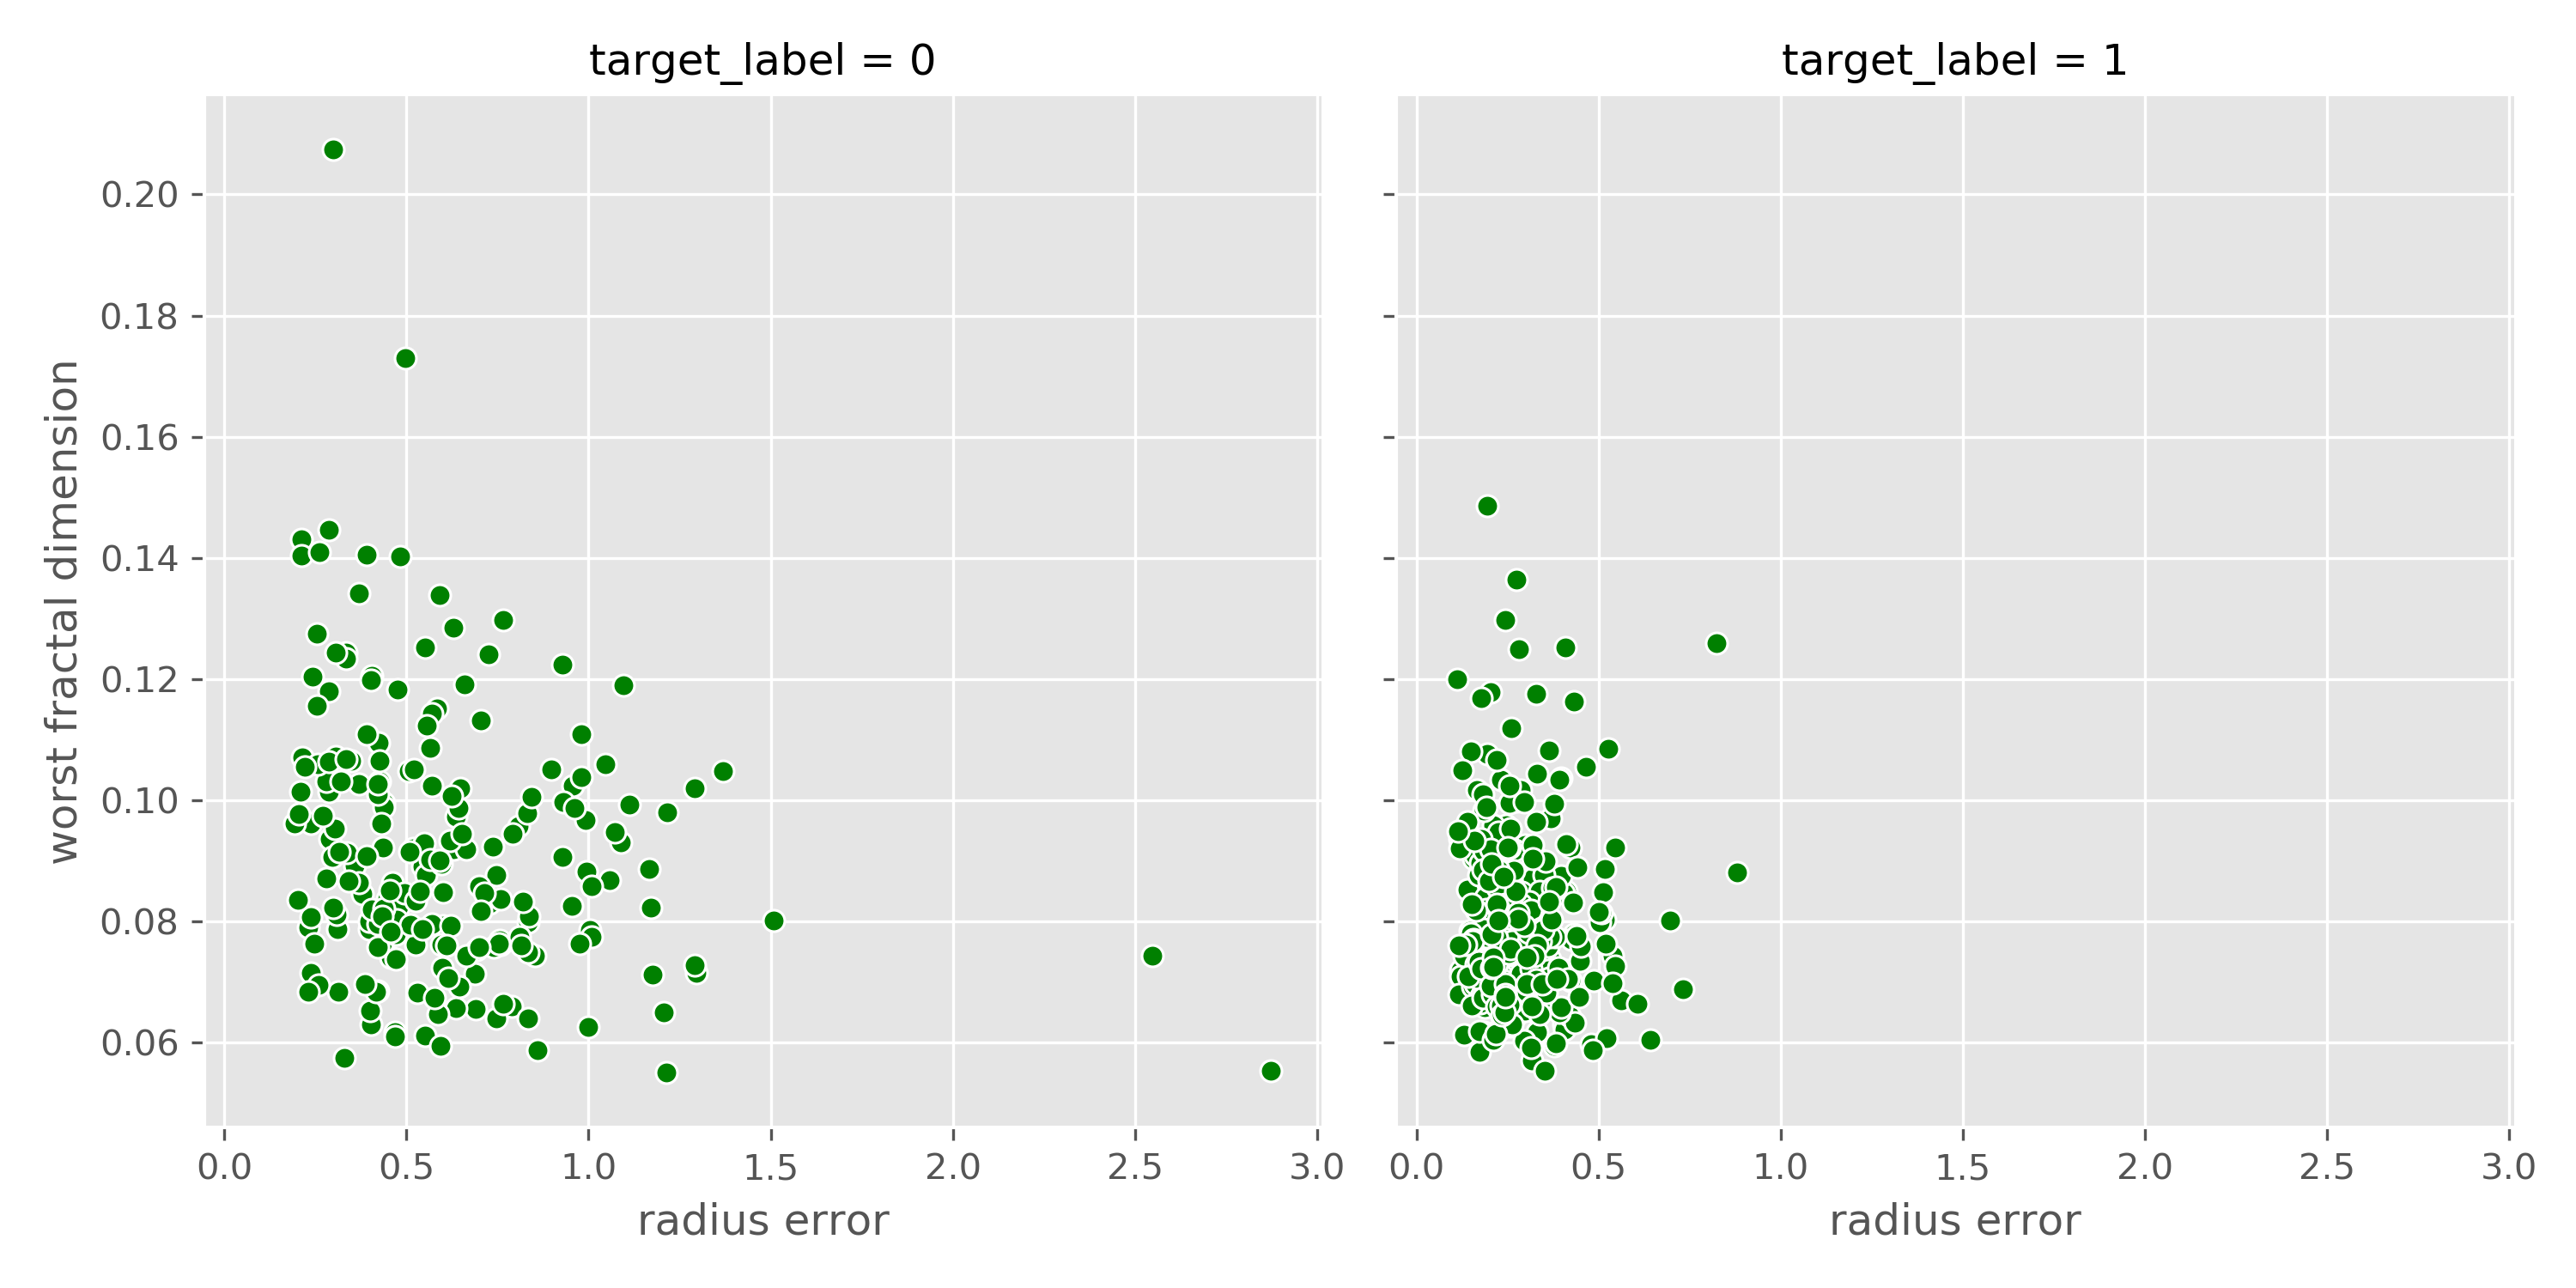 target_label = 0
target_label = 1
worst fractal dimension
0.20
0.18
0.16
0.14
0.12
0.10
0.08
0.06
0.0 0.5 1.0 1.5 2.0 2.5 3.0
0.0 0.5 1.0 1.5 2.0 2.5 3.0
radius error
radius error